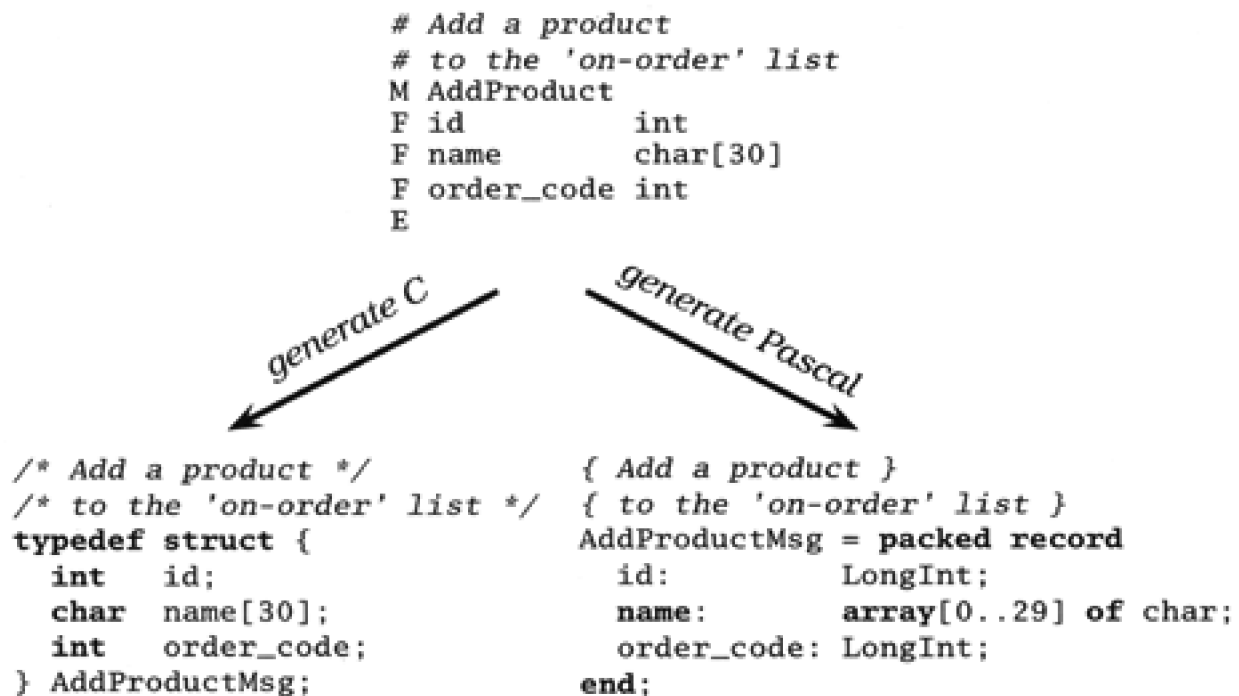 # Add a product
# to the 'on-order' list
M AddProduct
F id           int
F name         char[30]
F order_code int
E
generate C
generate Pascal
/* Add a product */
/* to the 'on-order' list */
typedef struct {
  int   id;
  char  name[30];
  int   order_code;
} AddProductMsg;
{ Add a product }
{ to the 'on-order' list }
AddProductMsg = packed record
  id:         LongInt;
  name:       array[0..29] of char;
  order_code: LongInt;
end;